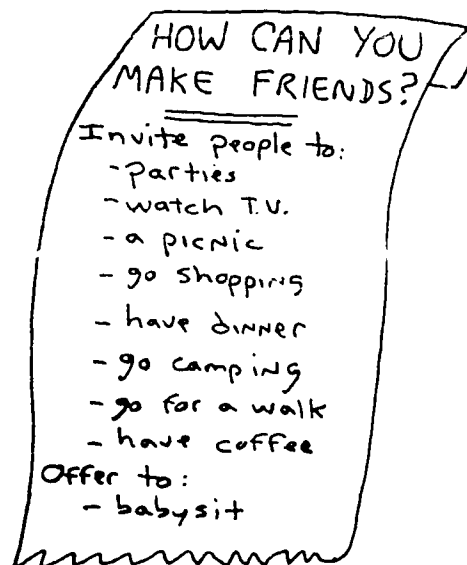 HOW CAN YOU
MAKE FRIENDS?
Invite people to:
- parties
- watch T.V.
- a picnic
- go shopping
- have dinner
- go camping
- go for a walk
- have coffee
Offer to:
- babysit